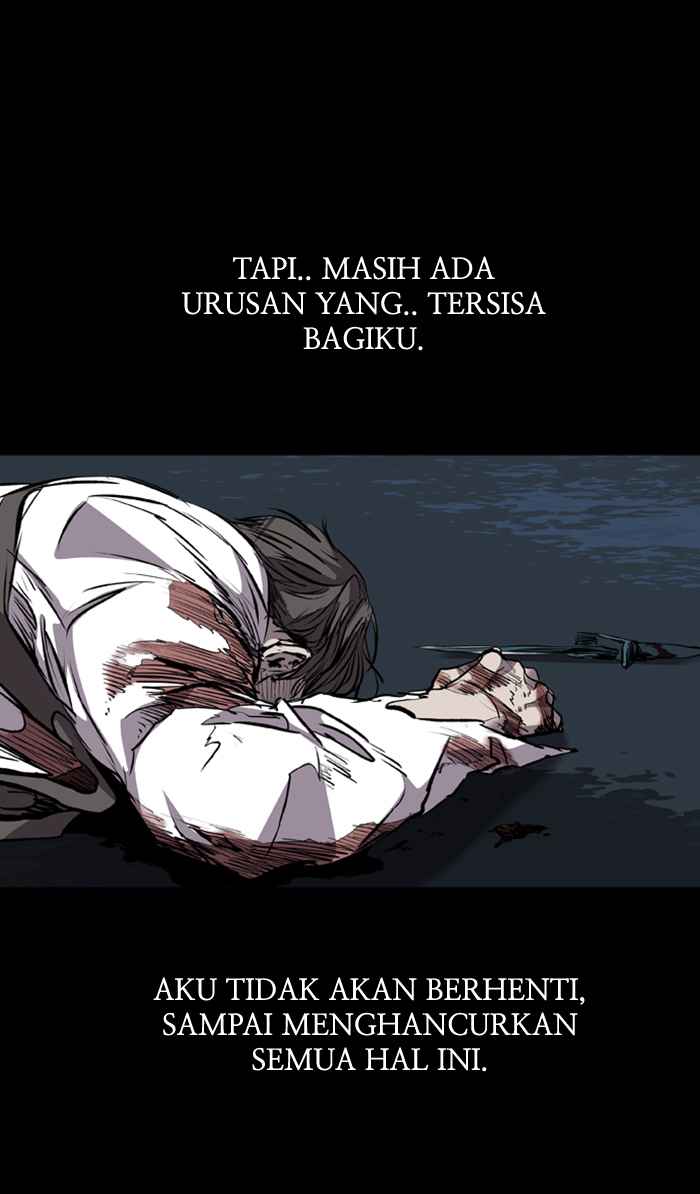 TAPI.. MASIH ADA
URUSAN YANG.. TERSISA
BAGIKU.
AKU TIDAK AKAN BERHENTI,
SAMPAI MENGHANCURKAN
SEMUA HAL INI.